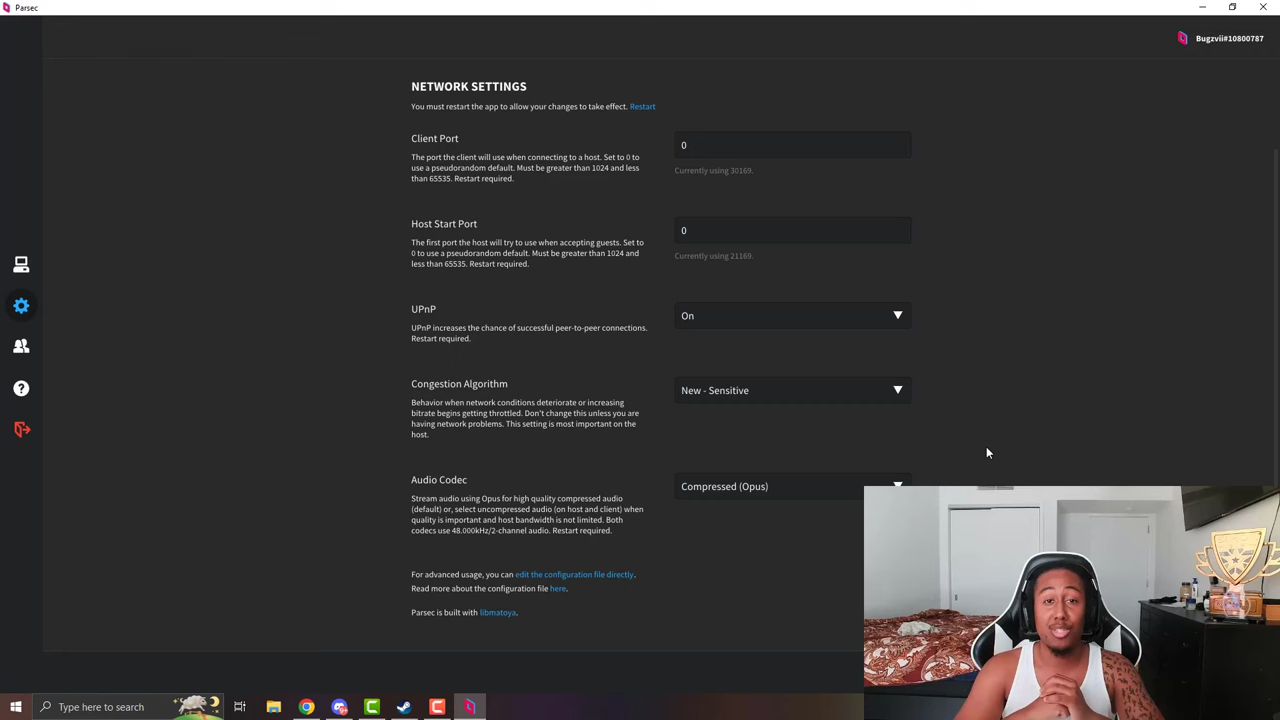 Parsec
Bugzvii#10800787
NETWORK SETTINGS
You must restart the app to allow your changes to take effect. Restart
Client Port
The port the client will use when connecting to a host. Set to 0 to
use a pseudorandom default. Must be greater than 1024 and less
than 65535. Restart required.
0
Currently using 30169.
Host Start Port
The first port the host will try to use when accepting guests. Set to
0 to use a pseudorandom default. Must be greater than 1024 and
less than 65535. Restart required.
0
Currently using 21169.
UPnP
UPnP increases the chance of successful peer-to-peer connections.
Restart required.
On
Congestion Algorithm
Behavior when network conditions deteriorate or increasing
bitrate begins getting throttled. Don't change this unless you are
having network problems. This setting is most important on the
host.
New - Sensitive
Audio Codec
Stream audio using Opus for high quality compressed audio
(default) or, select uncompressed audio (on host and client) when
quality is important and host bandwidth is not limited. Both
codecs use 48.000kHz/2-channel audio. Restart required.
Compressed (Opus)
For advanced usage, you can edit the configuration file directly.
Read more about the configuration file here.
Parsec is built with libmatoya.
Type here to search